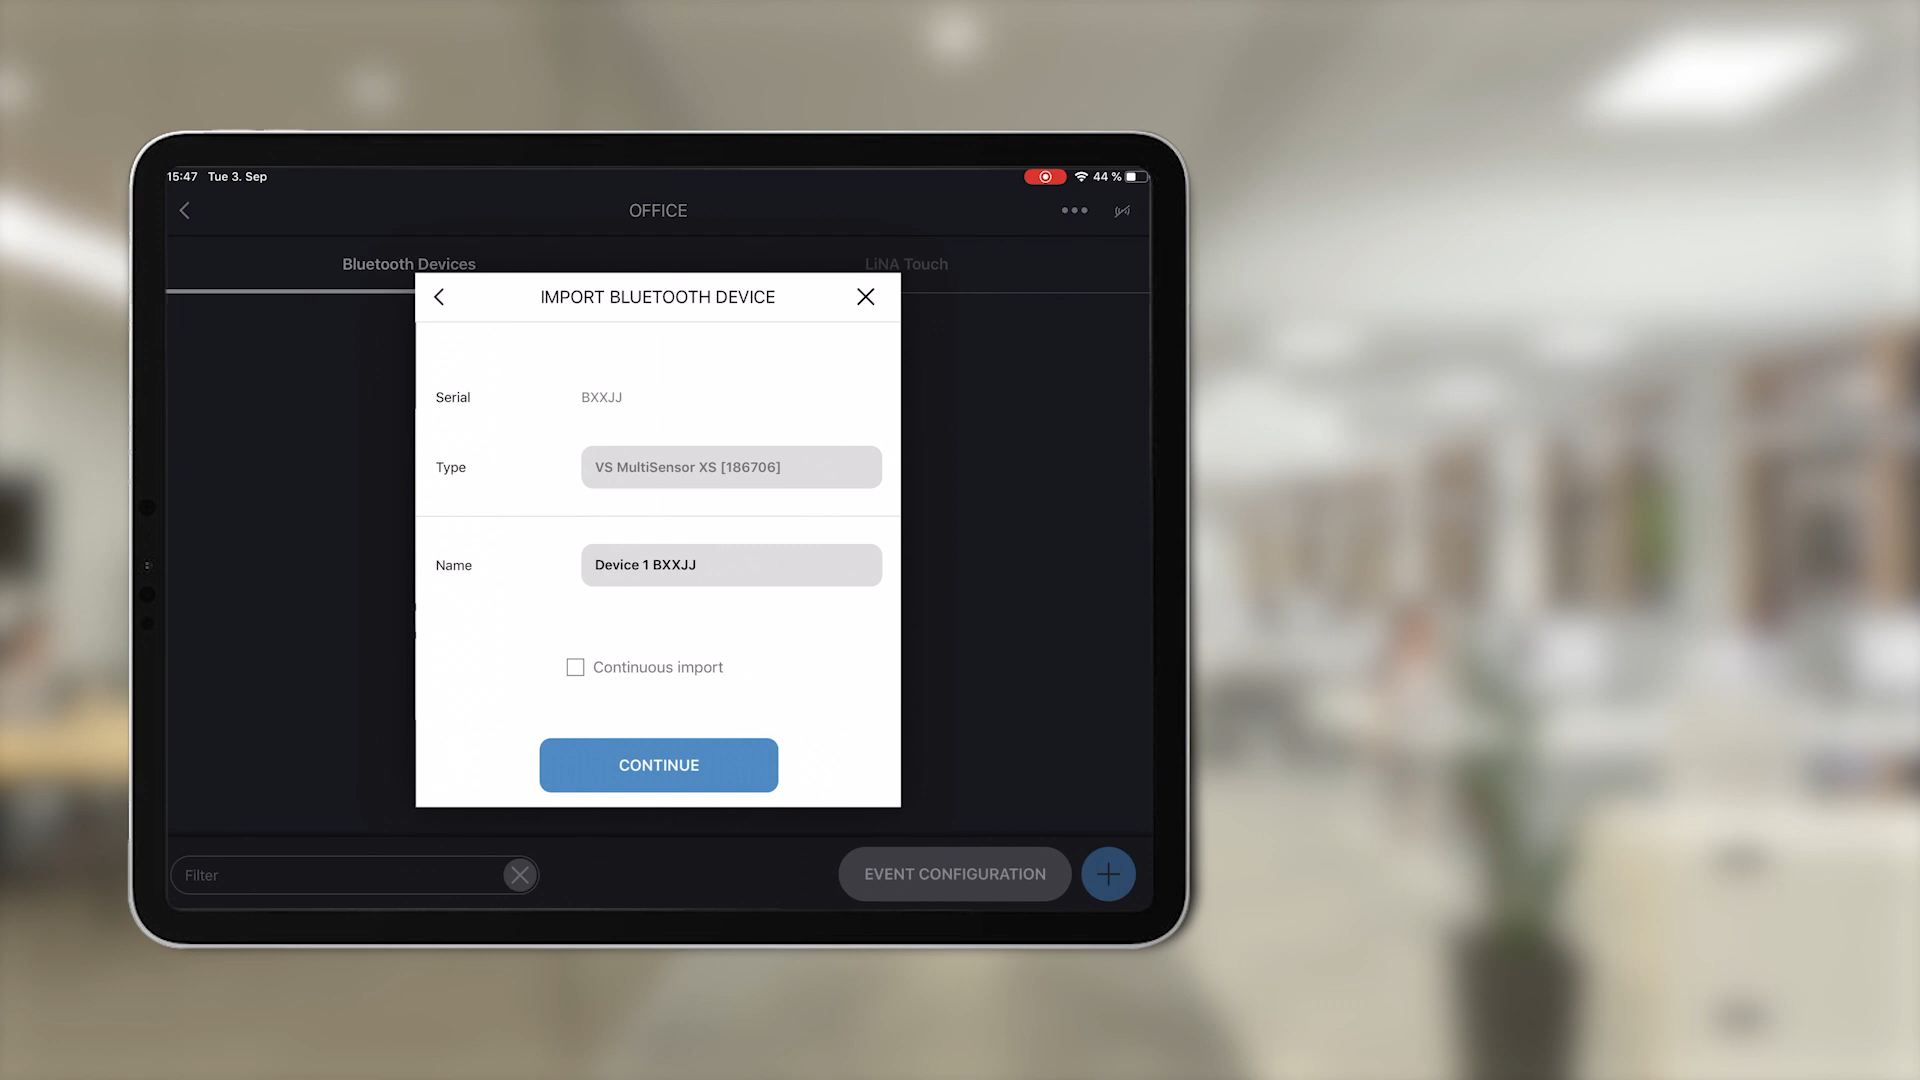 15:47 Tue 3. Sep
44 %
OFFICE
Bluetooth Devices
LiNA Touch
IMPORT BLUETOOTH DEVICE
Serial BXXJJ
Type VS MultiSensor XS [186706]
Name Device 1 BXXJJ
Continuous import
CONTINUE
Filter
EVENT CONFIGURATION